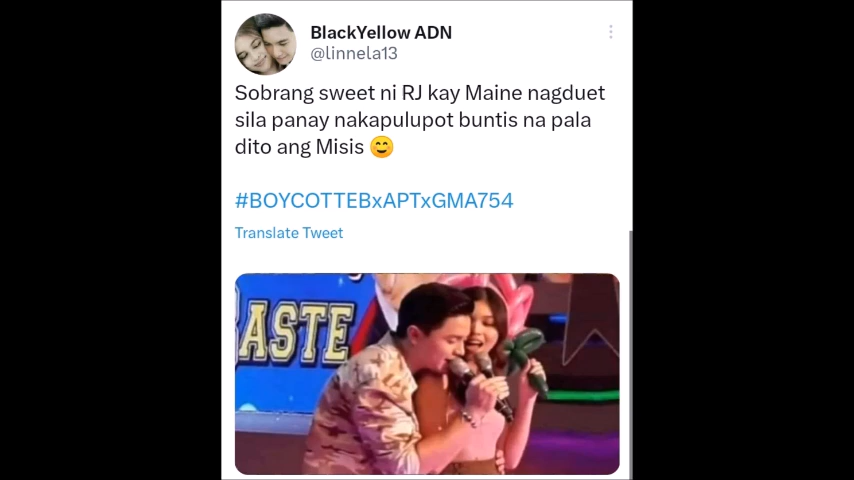 BlackYellow ADN
@linnela13
Sobrang sweet ni RJ kay Maine nagduet
sila panay nakapulupot buntis na pala
dito ang Misis 😊
#BOYCOTTEBxAPTxGMA754
Translate Tweet
BASTE